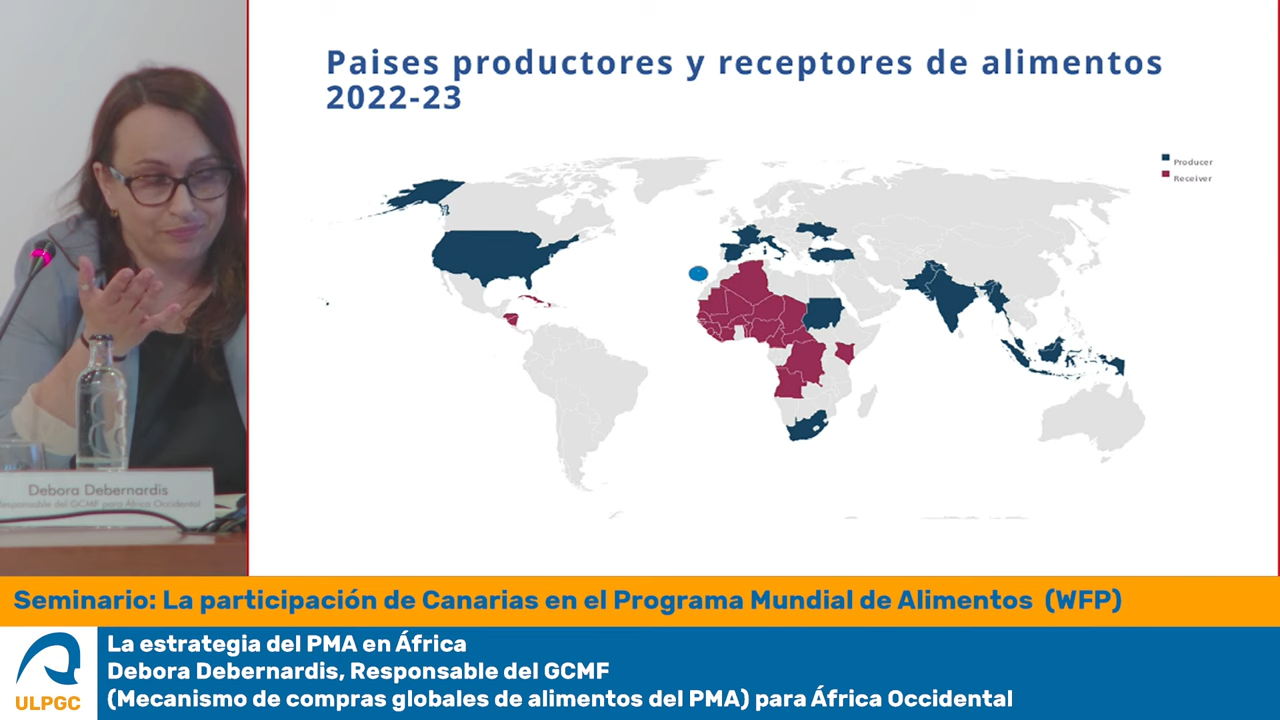 Paises productores y receptores de alimentos
2022-23
Producer
Receiver
Debora Debernardis
Responsable del GCMF para África Occidental
Seminario: La participación de Canarias en el Programa Mundial de Alimentos (WFP)
La estrategia del PMA en África
Debora Debernardis, Responsable del GCMF
(Mecanismo de compras globales de alimentos del PMA) para África Occidental
ULPGC